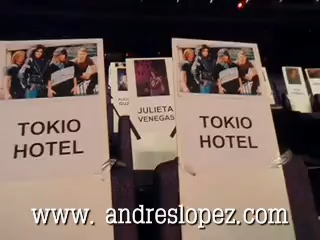 TOKIO
HOTEL
JULIETA
VENEGAS
TOKIO
HOTEL
www. andreslopez.com